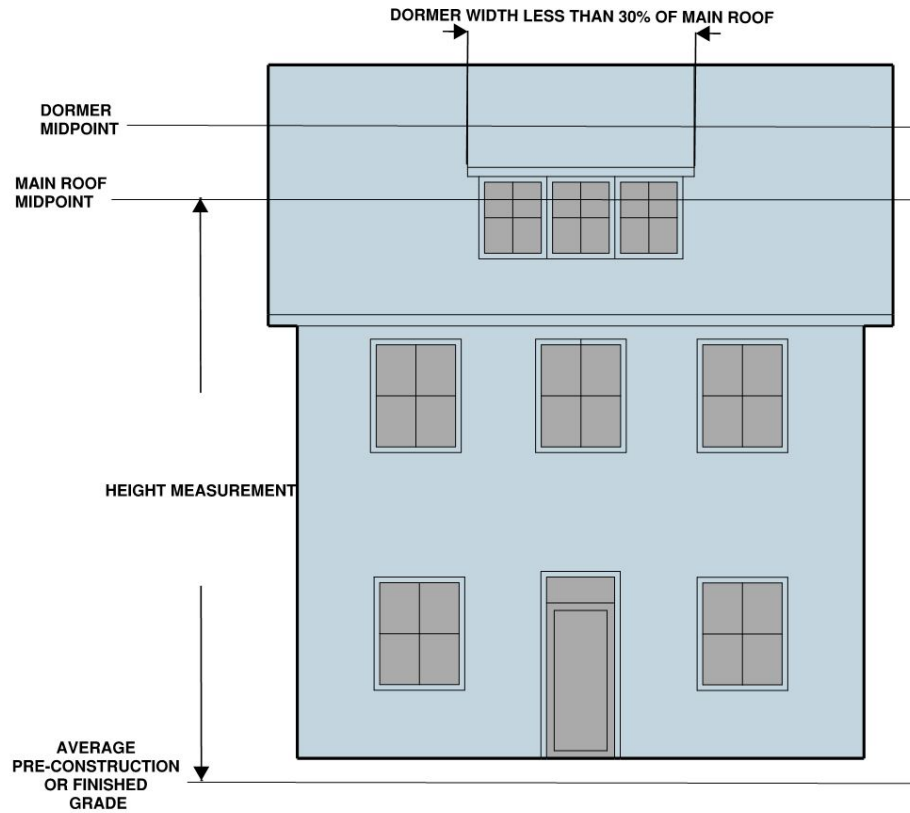 DORMER WIDTH LESS THAN 30% OF MAIN ROOF
DORMER
MIDPOINT
MAIN ROOF
MIDPOINT
HEIGHT MEASUREMENT
AVERAGE
PRE-CONSTRUCTION
OR FINISHED
GRADE